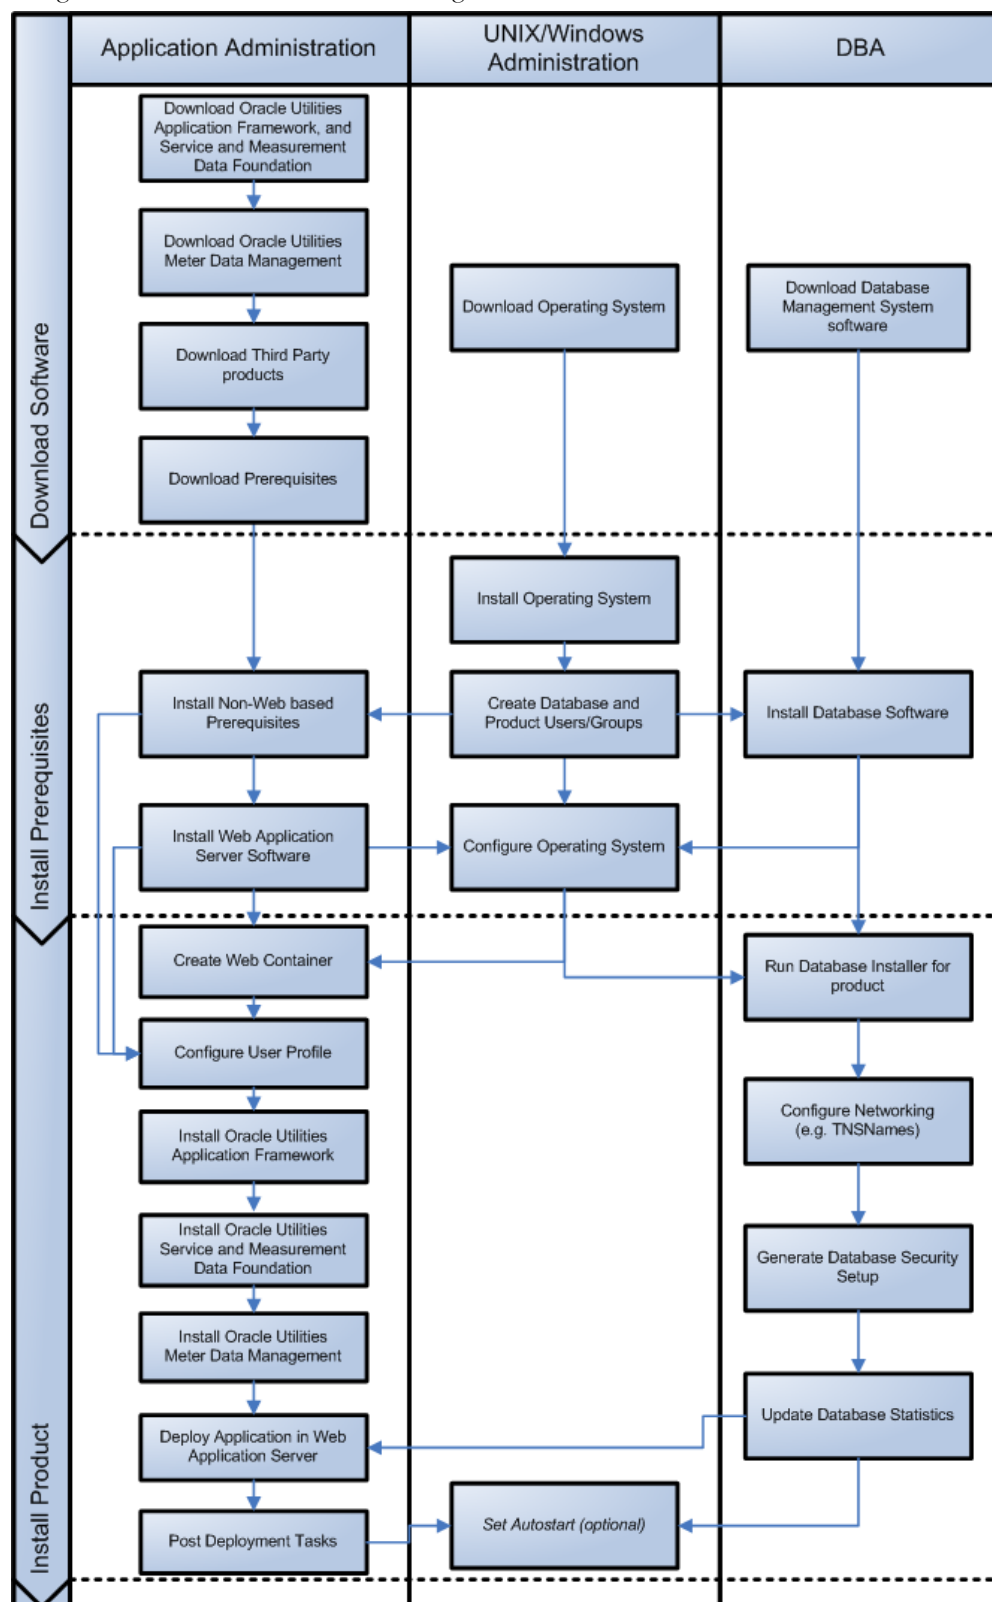 Application Administration
UNIX/Windows
Administration
DBA
Download Software
Download Oracle Utilities
Application Framework, and
Service and Measurement
Data Foundation
Download Oracle Utilities
Meter Data Management
Download Third Party
products
Download Prerequisites
Download Operating System
Download Database
Management System
software
Install Prerequisites
Install Operating System
Install Non-Web based
Prerequisites
Create Database and
Product Users/Groups
Install Database Software
Install Web Application
Server Software
Configure Operating System
Install Product
Create Web Container
Run Database Installer for
product
Configure User Profile
Configure Networking
(e.g. TNSNames)
Install Oracle Utilities
Application Framework
Install Oracle Utilities
Service and Measurement
Data Foundation
Generate Database Security
Setup
Install Oracle Utilities
Meter Data Management
Update Database Statistics
Deploy Application in Web
Application Server
Post Deployment Tasks
Set Autostart (optional)